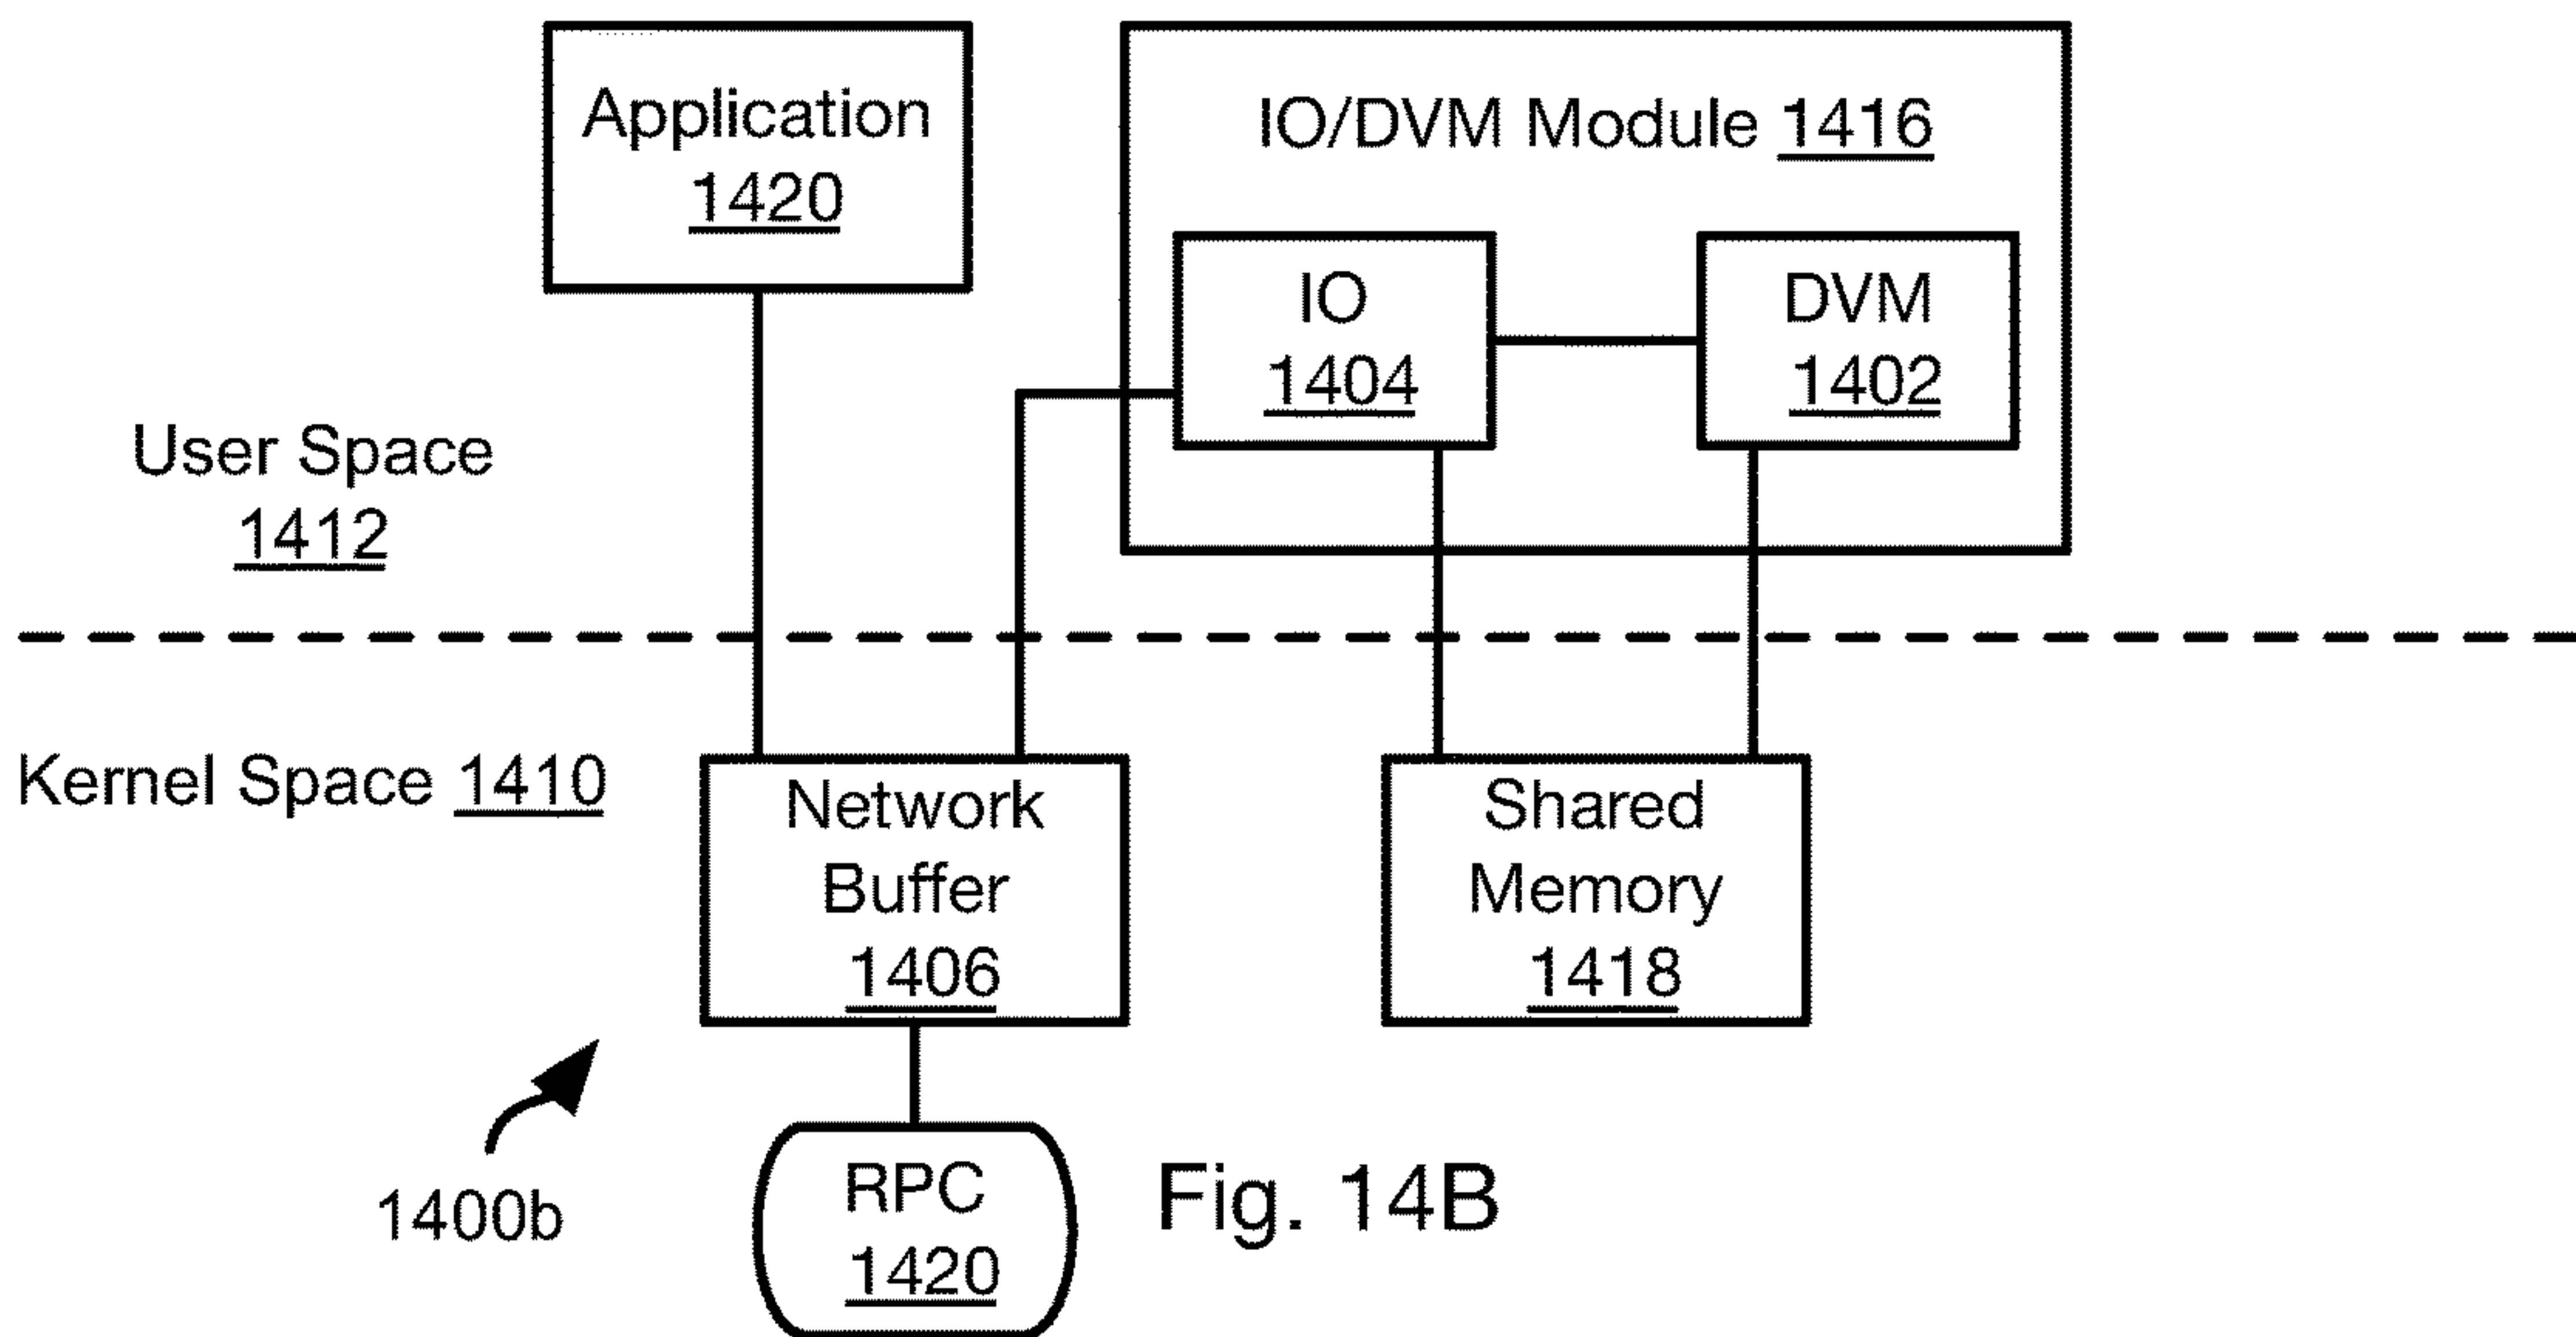 Application
1420
IO/DVM Module 1416
IO
1404
DVM
1402
User Space
1412
Kernel Space 1410
Network
Buffer
1406
Shared
Memory
1418
1400b
RPC
1420
Fig. 14B